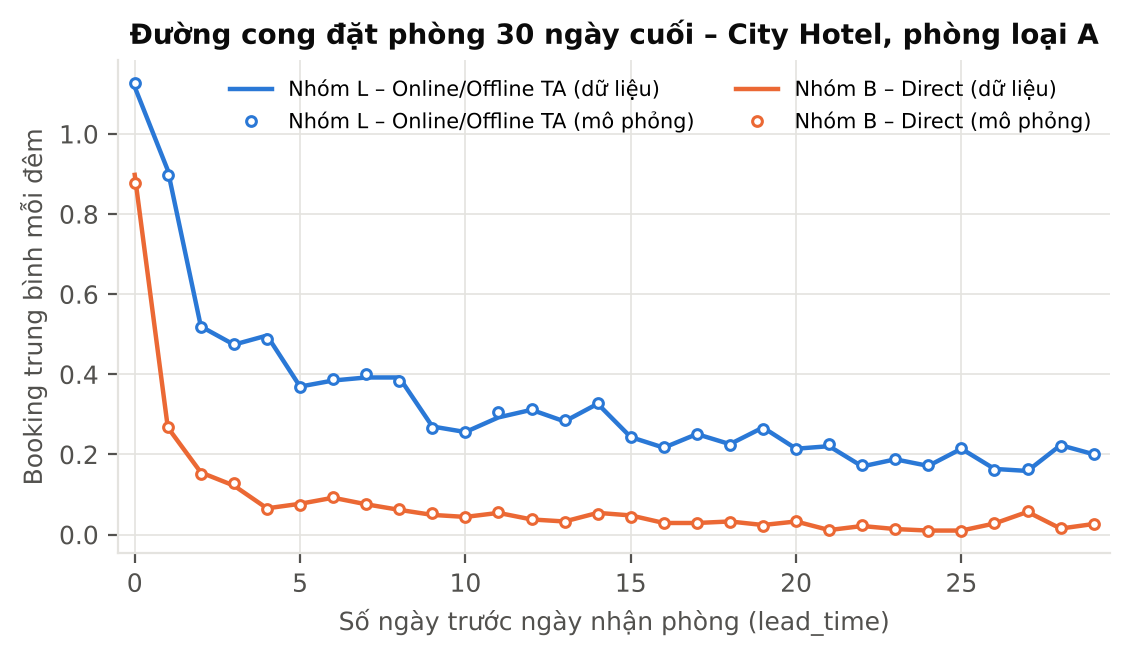 Đường cong đặt phòng 30 ngày cuối – City Hotel, phòng loại A
Nhóm L – Online/Offline TA (dữ liệu)
Nhóm L – Online/Offline TA (mô phỏng)
Nhóm B – Direct (dữ liệu)
Nhóm B – Direct (mô phỏng)
Booking trung bình mỗi đêm
1.0
0.8
0.6
0.4
0.2
0.0
0 5 10 15 20 25
Số ngày trước ngày nhận phòng (lead_time)